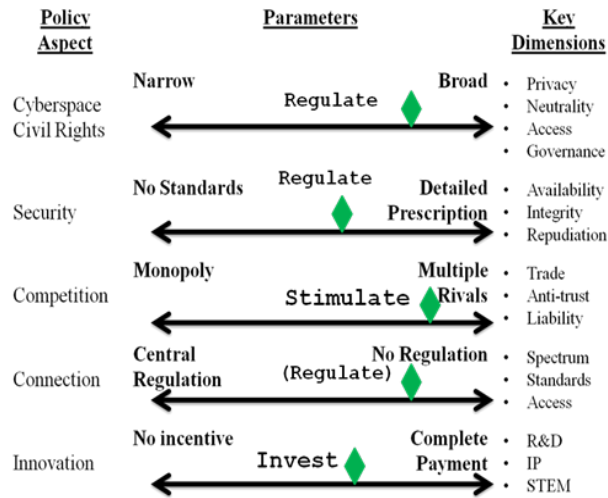 Policy Aspect
Parameters
Key Dimensions
Cyberspace Civil Rights
Narrow
Regulate
Broad
• Privacy
• Neutrality
• Access
• Governance
Security
No Standards
Regulate
Detailed Prescription
• Availability
• Integrity
• Repudiation
Competition
Monopoly
Stimulate
Multiple Rivals
• Trade
• Anti-trust
• Liability
Connection
Central Regulation
(Regulate)
No Regulation
• Spectrum
• Standards
• Access
Innovation
No incentive
Invest
Complete Payment
• R&D
• IP
• STEM